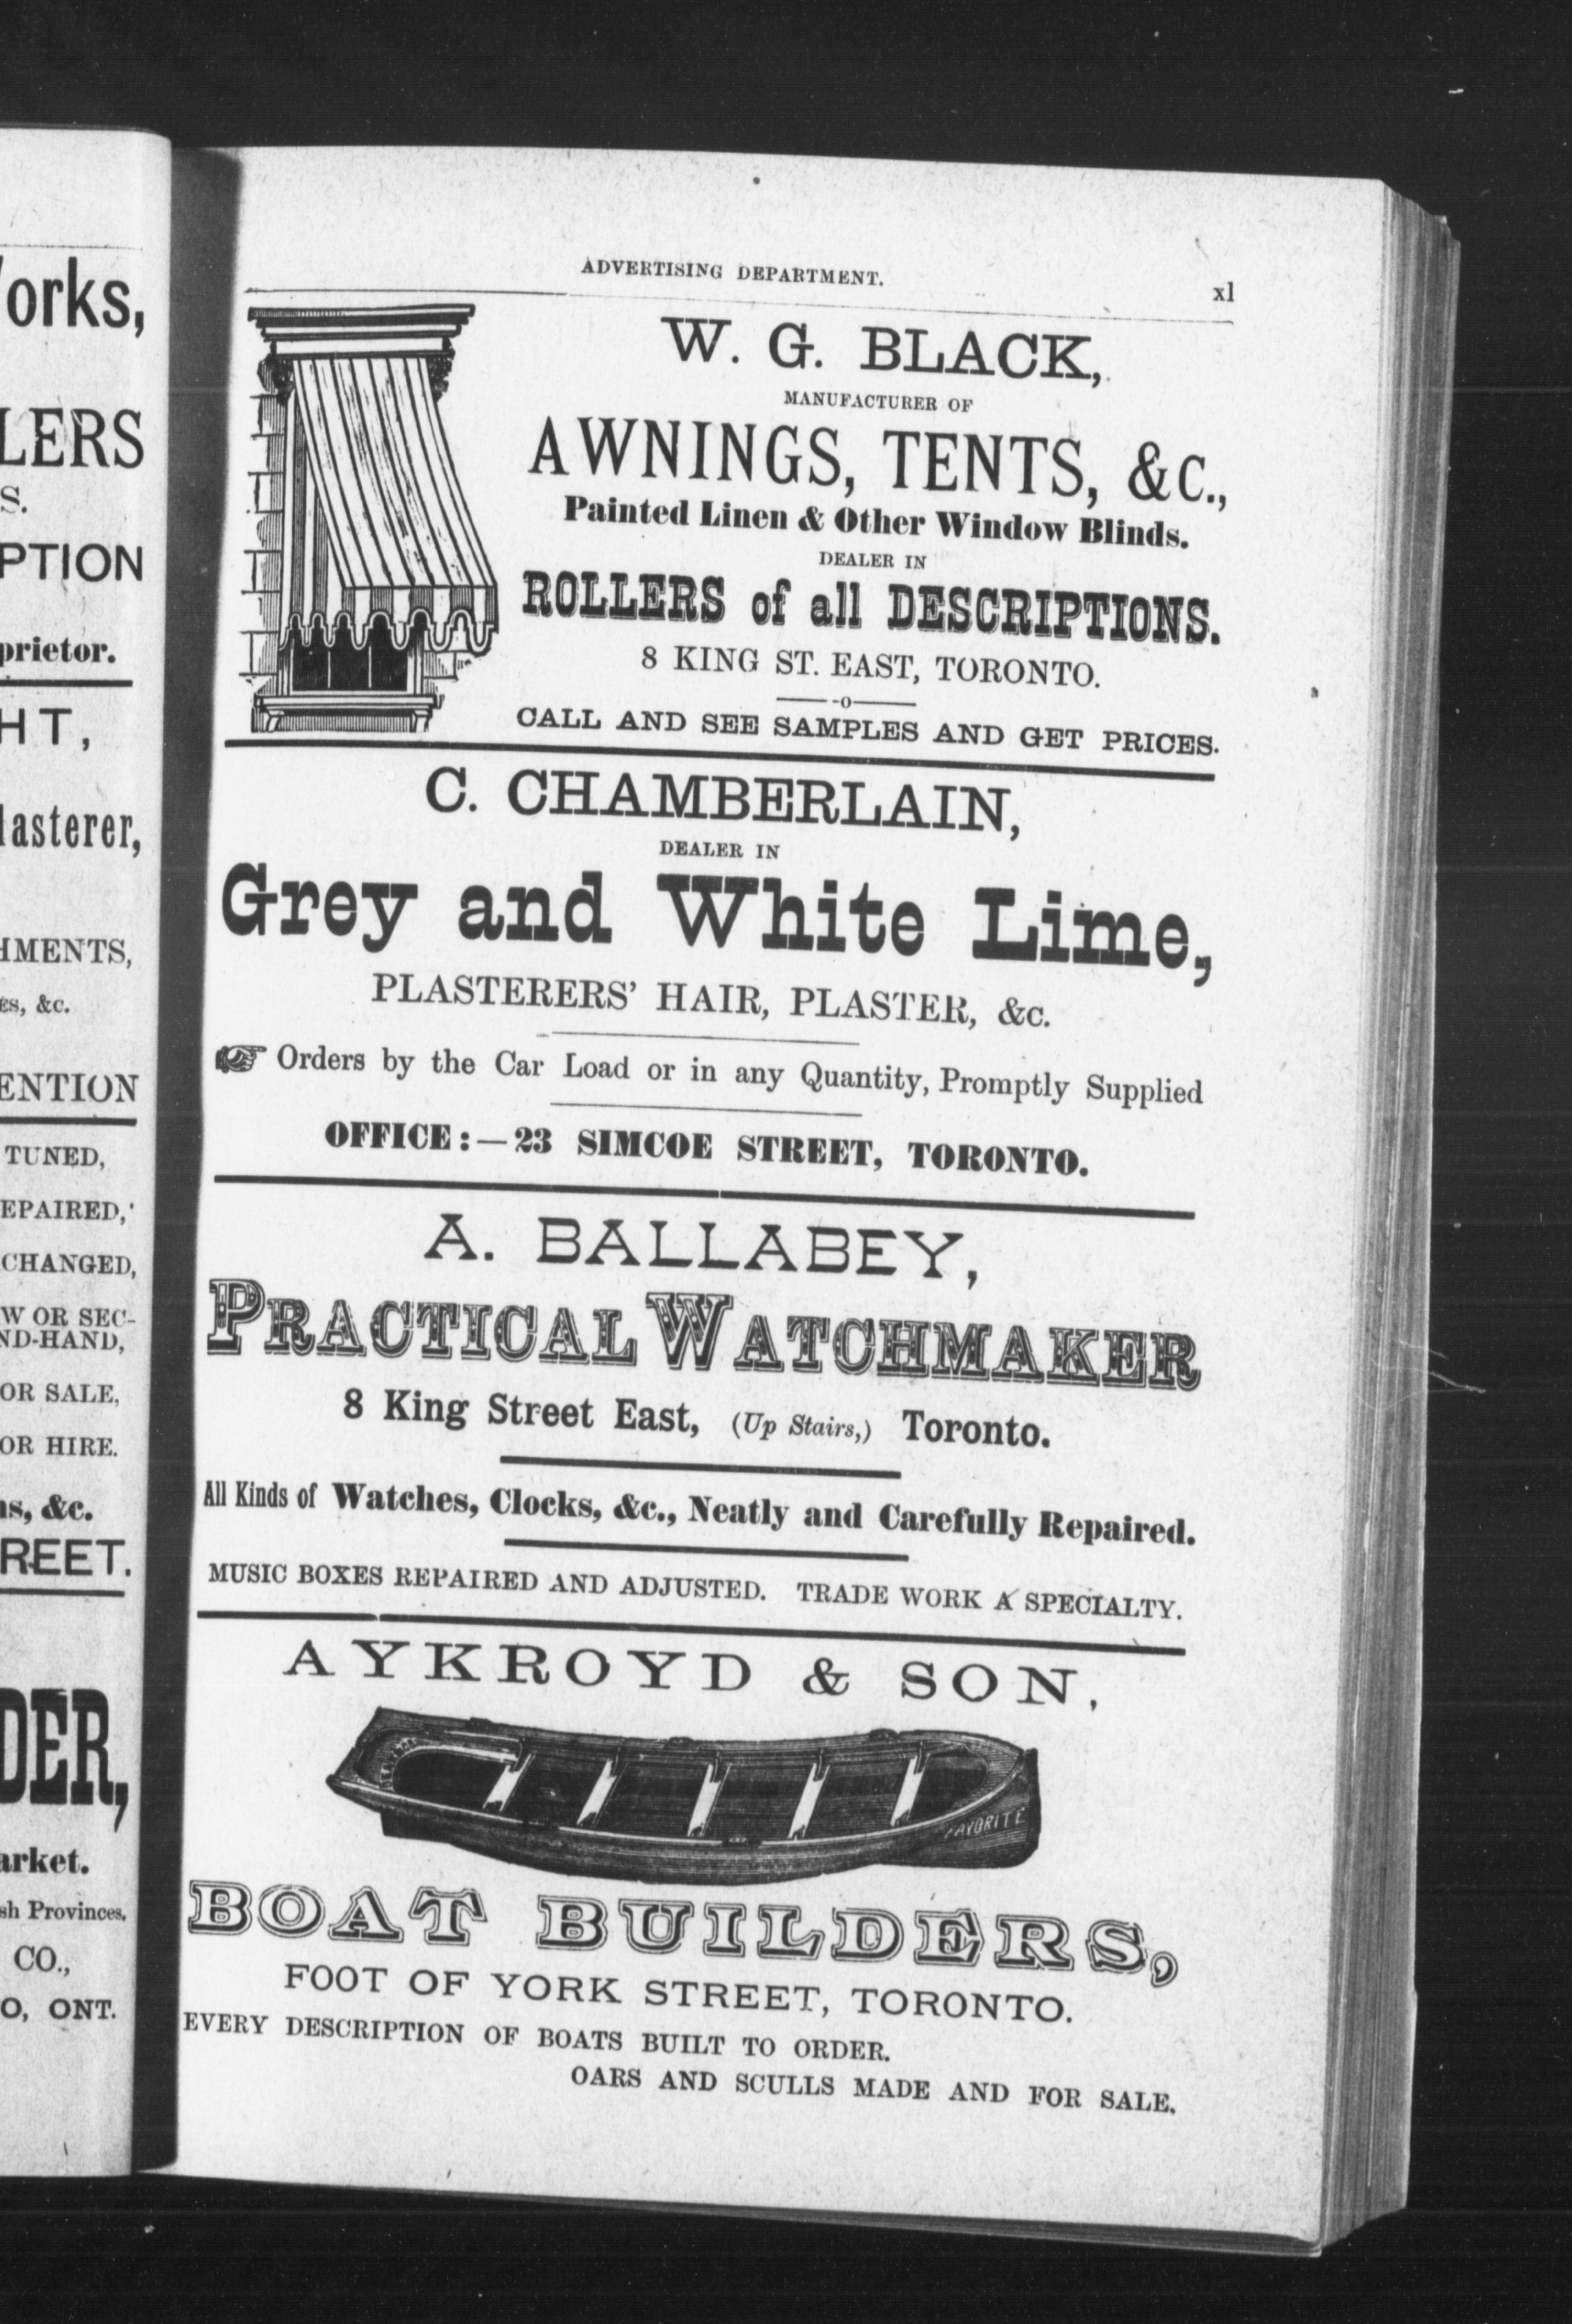 orks,
LERS
S.
PTION
prietor.
HT,
lasterer,
HMENTS,
es, &c.
ENTION
TUNED,
EPAIRED,
CHANGED,
W OR SEC-
ND-HAND,
OR SALE,
OR HIRE.
ns, &c.
REET.
DER,
arket.
sh Provinces.
CO.,
O, ONT.
ADVERTISING DEPARTMENT.
xl
W. G. BLACK,
MANUFACTURER OF
AWNINGS, TENTS, &C.,
Painted Linen & Other Window Blinds.
DEALER IN
ROLLERS of all DESCRIPTIONS.
8 KING ST. EAST, TORONTO.
-o-
CALL AND SEE SAMPLES AND GET PRICES.
C. CHAMBERLAIN,
DEALER IN
Grey and White Lime,
PLASTERERS' HAIR, PLASTER, &c.
☞ Orders by the Car Load or in any Quantity, Promptly Supplied
OFFICE:—23 SIMCOE STREET, TORONTO.
A. BALLABEY,
PRACTICAL WATCHMAKER
8 King Street East, (Up Stairs,) Toronto.
All Kinds of Watches, Clocks, &c., Neatly and Carefully Repaired.
MUSIC BOXES REPAIRED AND ADJUSTED. TRADE WORK A SPECIALTY.
AYKROYD & SON,
FAVORITE
BOAT BUILDERS,
FOOT OF YORK STREET, TORONTO.
EVERY DESCRIPTION OF BOATS BUILT TO ORDER.
OARS AND SCULLS MADE AND FOR SALE.